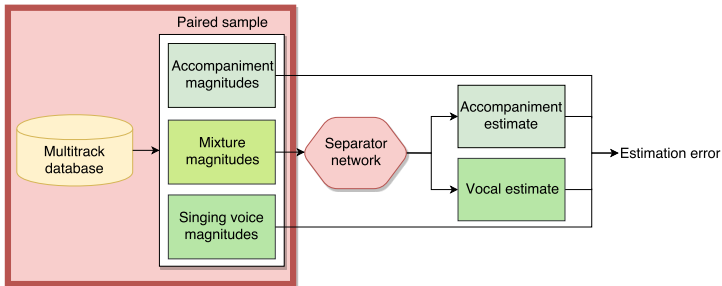 Paired sample
Accompaniment
magnitudes
Multitrack
database
Mixture
magnitudes
Singing voice
magnitudes
Separator
network
Accompaniment
estimate
Vocal estimate
Estimation error